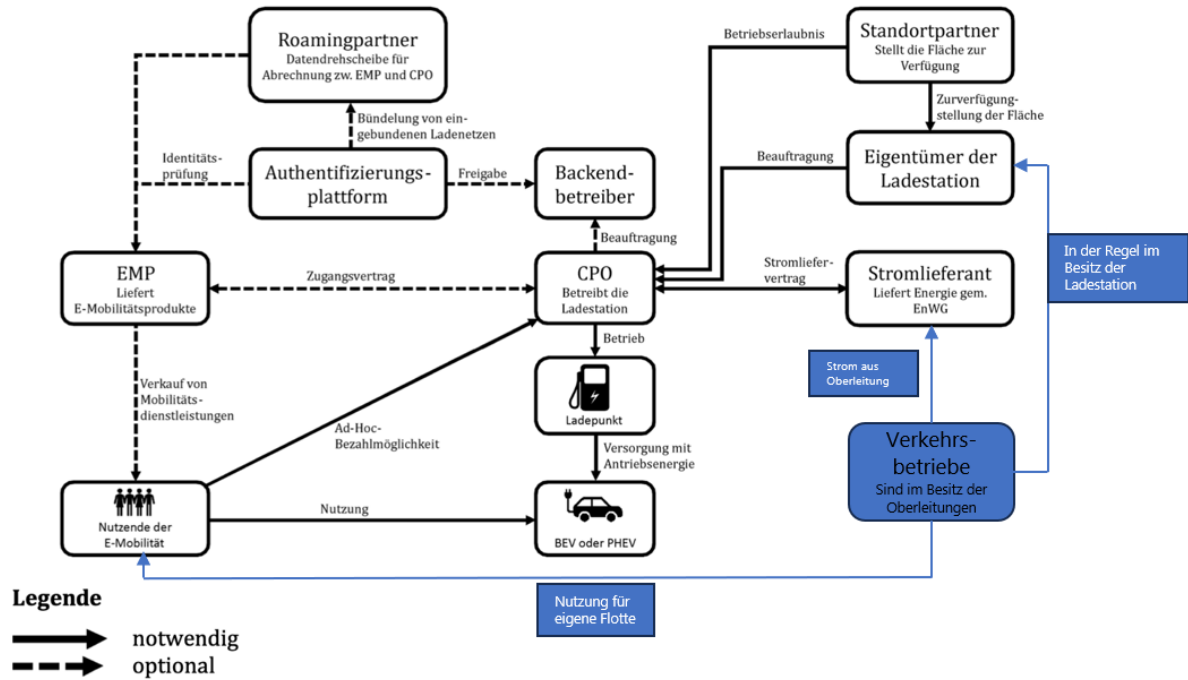 Roamingpartner
Datendrehscheibe für
Abrechnung zw. EMP und CPO
Betriebserlaubnis
Standortpartner
Stellt die Fläche zur
Verfügung
Bündelung von ein-
gebundenen Ladenetzen
Zurverfügung-
stellung der Fläche
Identitäts-
prüfung
Authentifizierungs-
plattform
Freigabe
Backend-
betreiber
Beauftragung
Eigentümer der
Ladestation
Beauftragung
In der Regel im
Besitz der
Ladestation
EMP
Liefert
E-Mobilitätsprodukte
Zugangsvertrag
CPO
Betreibt die
Ladestation
Stromliefer-
vertrag
Stromlieferant
Liefert Energie gem.
EnWG
Betrieb
Strom aus
Oberleitung
Verkauf von
Mobilitäts-
dienstleistungen
Ladepunkt
Ad-Hoc-
Bezahlmöglichkeit
Versorgung mit
Antriebsenergie
Verkehrs-
betriebe
Sind im Besitz der
Oberleitungen
Nutzende der
E-Mobilität
Nutzung
BEV oder PHEV
Nutzung für
eigene Flotte
Legende
notwendig
optional